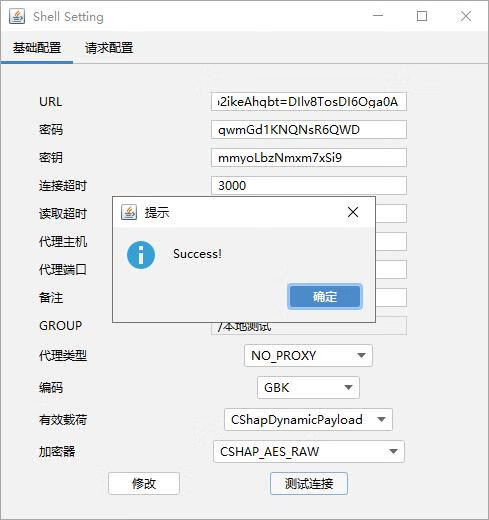 Shell Setting
基础配置 请求配置
URL
ɔ2ikeAhqbt=DIlv8TosDI6Oga0A
密码
qwmGd1KNQNsR6QWD
密钥
mmyoLbzNmxm7xSi9
连接超时
3000
读取超时
代理主机
代理端口
备注
GROUP
/本地测试
提示
Success!
确定
代理类型
NO_PROXY
编码
GBK
有效载荷
CShapDynamicPayload
加密器
CSHAP_AES_RAW
修改
测试连接